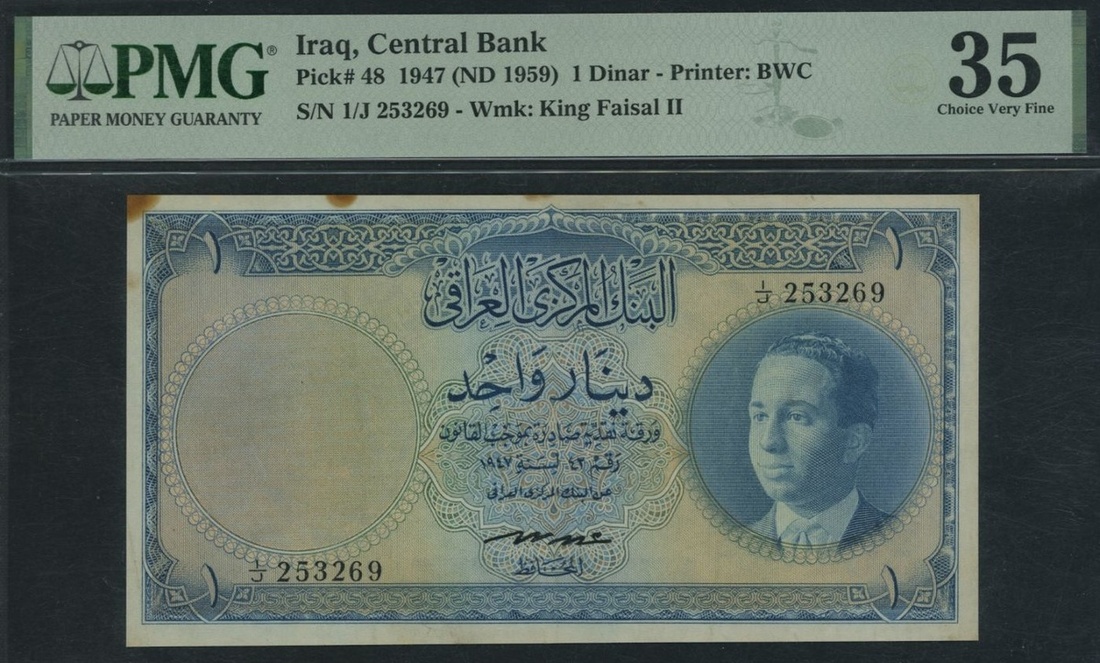 PMG®
PAPER MONEY GUARANTY
Iraq, Central Bank
Pick# 48 1947 (ND 1959) 1 Dinar - Printer: BWC
S/N 1/J 253269 - Wmk: King Faisal II
35
Choice Very Fine
١ ١
البنك المركزي العراقي
1/J 253269
دينار واحد
ورقة نقدية صادرة بموجب القانون
رقم ٤٢ لسنة ١٩٤٧
عن البنك المركزي العراقي
المحافظ
1/J 253269
١ ١